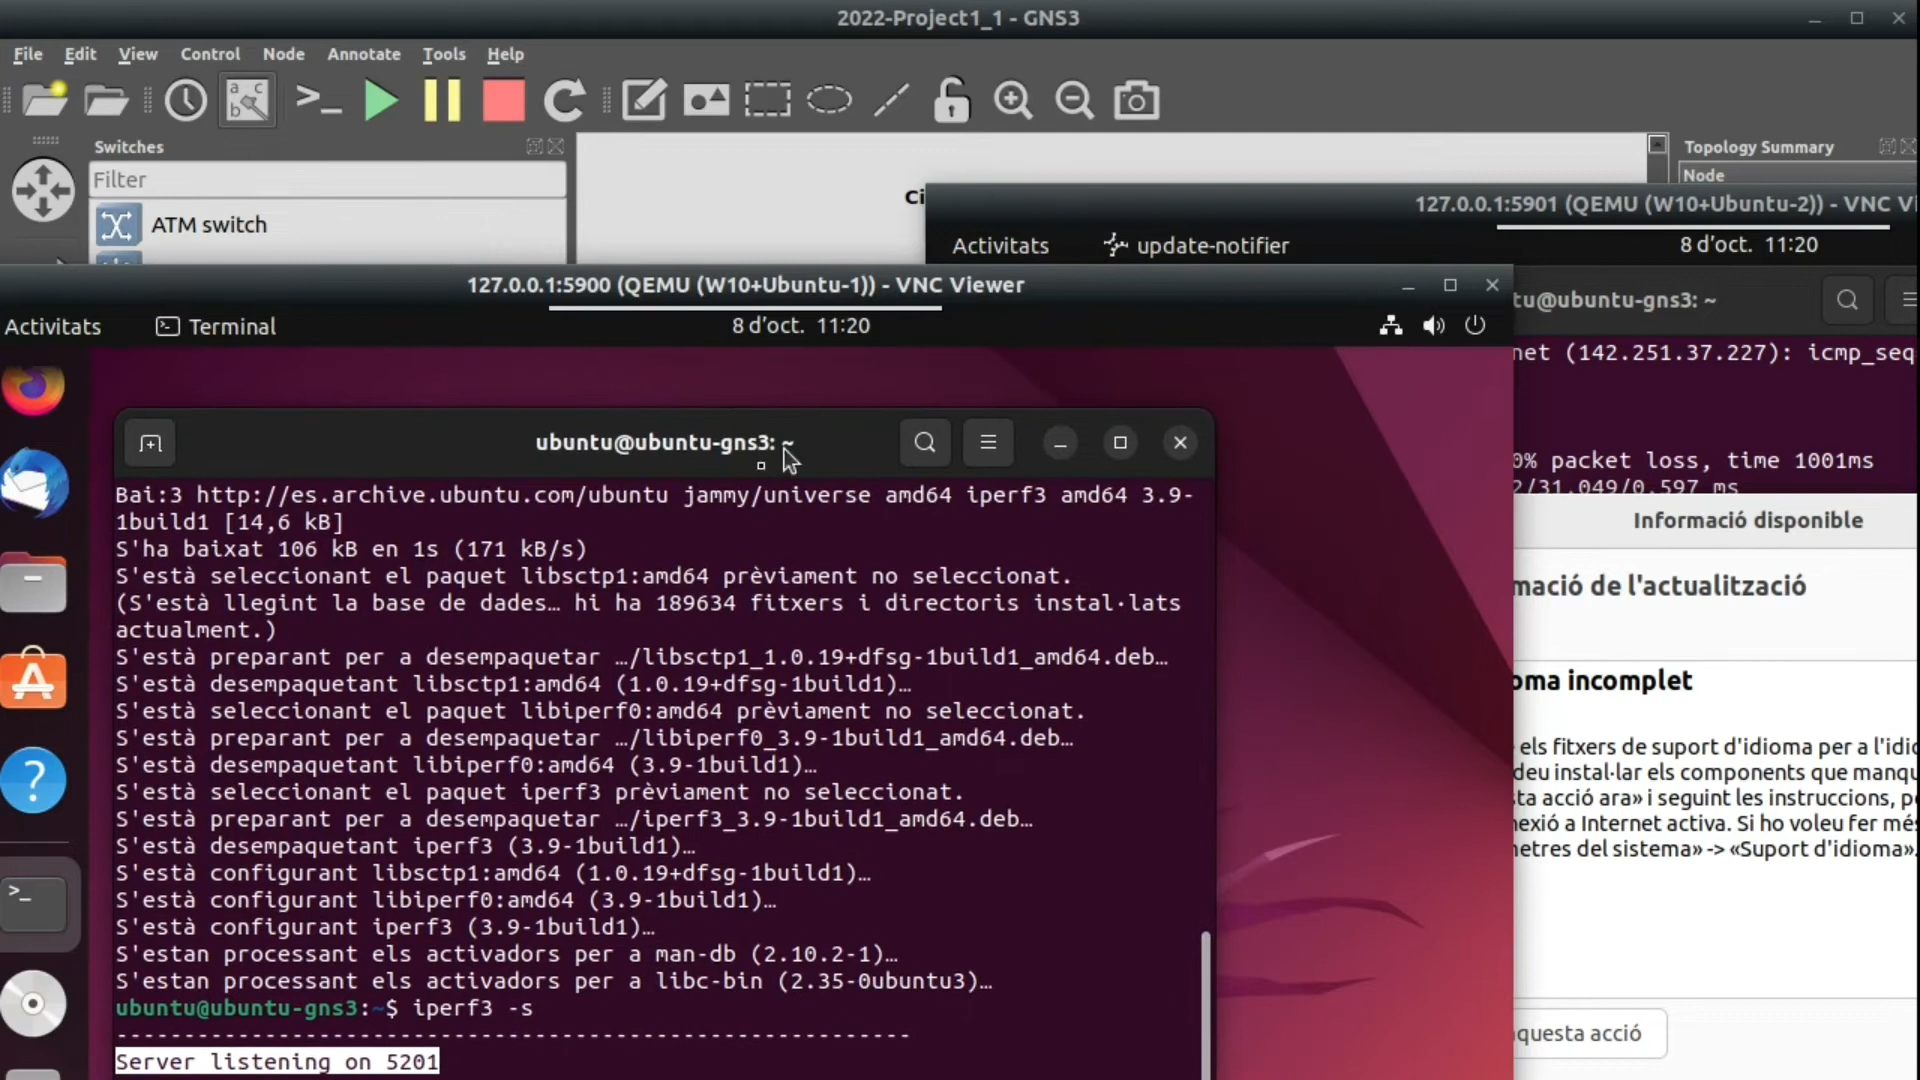 2022-Project1_1 - GNS3
File Edit View Control Node Annotate Tools Help
Switches
Filter
ATM switch
Topology Summary
Node
127.0.0.1:5901 (QEMU (W10+Ubuntu-2)) - VNC Vi
Activitats update-notifier
8 d'oct. 11:20
127.0.0.1:5900 (QEMU (W10+Ubuntu-1)) - VNC Viewer
Activitats Terminal
8 d'oct. 11:20
ubuntu@ubuntu-gns3: ~
Bai:3 http://es.archive.ubuntu.com/ubuntu jammy/universe amd64 iperf3 amd64 3.9-
1build1 [14,6 kB]
S'ha baixat 106 kB en 1s (171 kB/s)
S'està seleccionant el paquet libsctp1:amd64 prèviament no seleccionat.
(S'està llegint la base de dades… hi ha 189634 fitxers i directoris instal·lats
actualment.)
S'està preparant per a desempaquetar …/libsctp1_1.0.19+dfsg-1build1_amd64.deb…
S'està desempaquetant libsctp1:amd64 (1.0.19+dfsg-1build1)…
S'està seleccionant el paquet libiperf0:amd64 prèviament no seleccionat.
S'està preparant per a desempaquetar …/libiperf0_3.9-1build1_amd64.deb…
S'està desempaquetant libiperf0:amd64 (3.9-1build1)…
S'està seleccionant el paquet iperf3 prèviament no seleccionat.
S'està preparant per a desempaquetar …/iperf3_3.9-1build1_amd64.deb…
S'està desempaquetant iperf3 (3.9-1build1)…
S'està configurant libsctp1:amd64 (1.0.19+dfsg-1build1)…
S'està configurant libiperf0:amd64 (3.9-1build1)…
S'està configurant iperf3 (3.9-1build1)…
S'estan processant els activadors per a man-db (2.10.2-1)…
S'estan processant els activadors per a libc-bin (2.35-0ubuntu3)…
ubuntu@ubuntu-gns3:~$ iperf3 -s
-----------------------------------------------------------
Server listening on 5201
tu@ubuntu-gns3: ~
net (142.251.37.227): icmp_seq
0% packet loss, time 1001ms
2/31.049/0.597 ms
Informació disponible
mació de l'actualització
oma incomplet
els fitxers de suport d'idioma per a l'idio
deu instal·lar els components que manqu
sta acció ara» i seguint les instruccions, pe
nexió a Internet activa. Si ho voleu fer més
metres del sistema» -> «Suport d'idioma».
aquesta acció